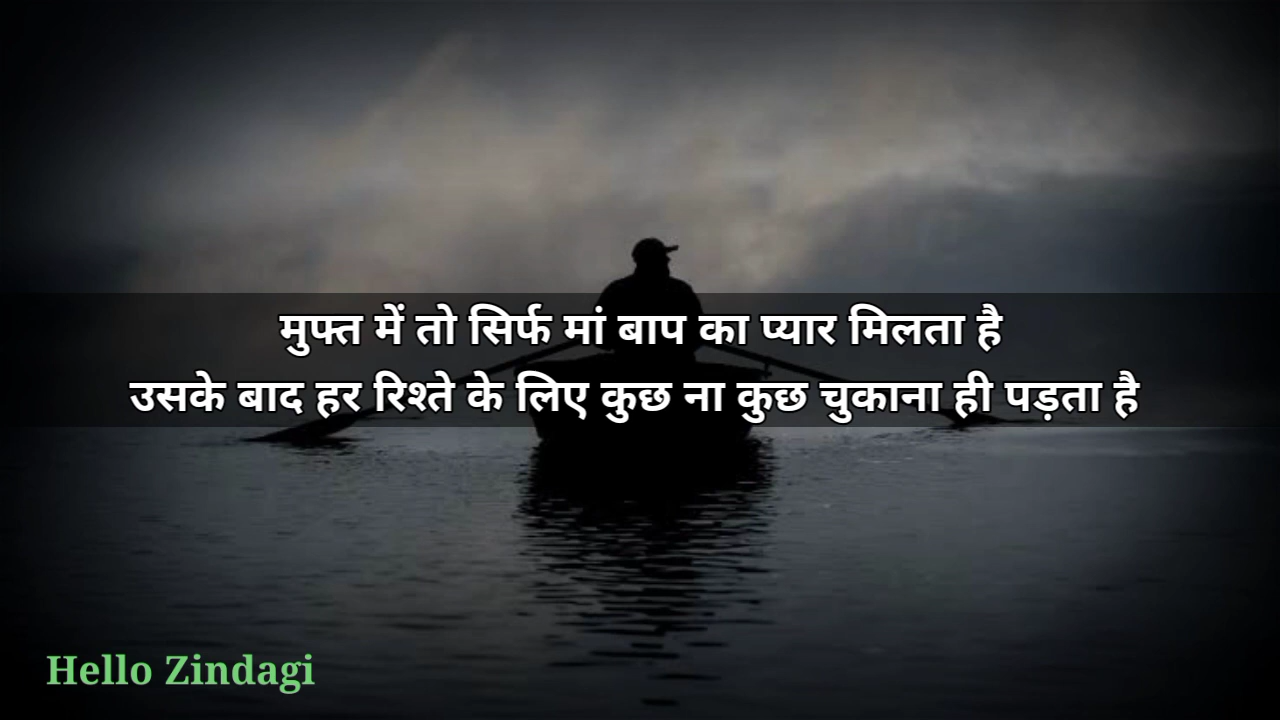 मुफ्त में तो सिर्फ मां बाप का प्यार मिलता है
उसके बाद हर रिश्ते के लिए कुछ ना कुछ चुकाना ही पड़ता है
Hello Zindagi